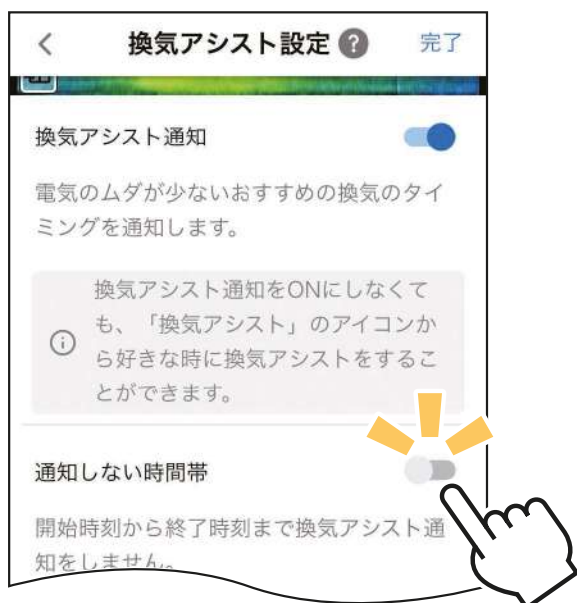 換気アシスト設定 ? 完了
換気アシスト通知
電気のムダが少ないおすすめの換気のタイ
ミングを通知します。
換気アシスト通知をONにしなくて
も、「換気アシスト」のアイコンか
ら好きな時に換気アシストをするこ
とができます。
通知しない時間帯
開始時刻から終了時刻まで換気アシスト通
知をしません。